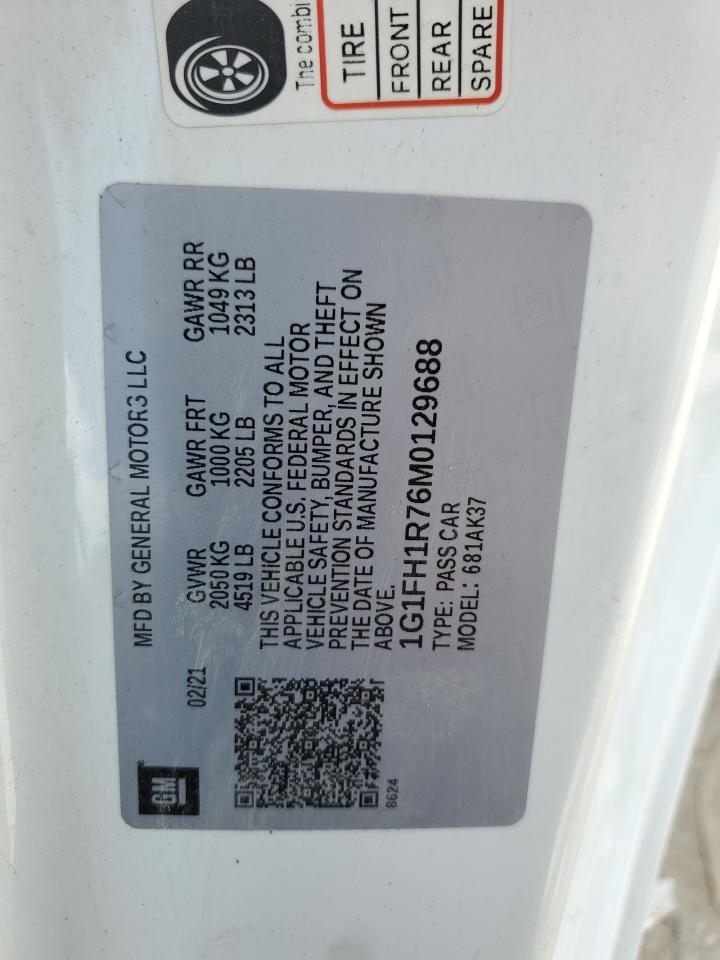 The combi
TIRE
FRONT
REAR
SPARE
MFD BY GENERAL MOTOR3 LLC
02/21
GVWR GAWR FRT GAWR RR
2050 KG 1000 KG 1049 KG
4519 LB 2205 LB 2313 LB
THIS VEHICLE CONFORMS TO ALL
APPLICABLE U.S. FEDERAL MOTOR
VEHICLE SAFETY, BUMPER, AND THEFT
PREVENTION STANDARDS IN EFFECT ON
THE DATE OF MANUFACTURE SHOWN
ABOVE.
1G1FH1R76M0129688
TYPE: PASS CAR
MODEL: 681AK37
GM
8624